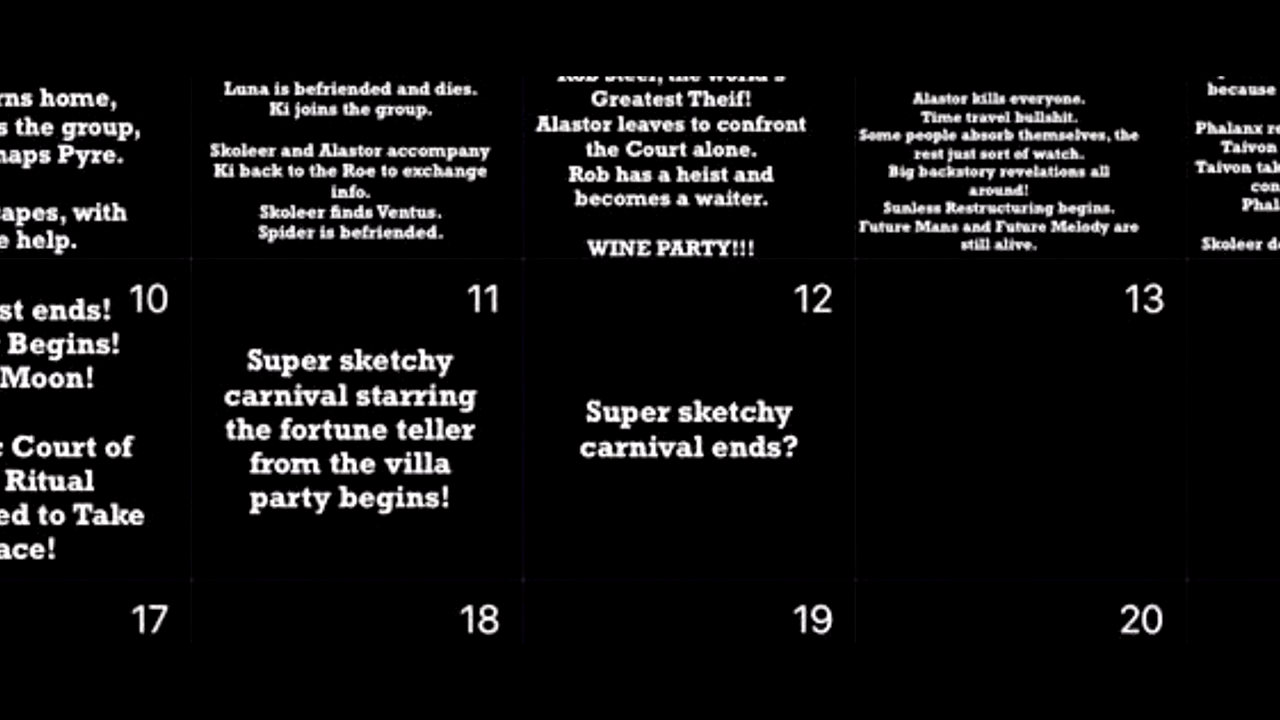 rns home,
s the group,
haps Pyre.
apes, with
e help.
Luna is befriended and dies.
Ki joins the group.
Skoleer and Alastor accompany
Ki back to the Roe to exchange
info.
Skoleer finds Ventus.
Spider is befriended.
Rob Steel, the world's
Greatest Theif!
Alastor leaves to confront
the Court alone.
Rob has a heist and
becomes a waiter.
WINE PARTY!!!
Alastor kills everyone.
Time travel bullshit.
Some people absorb themselves, the
rest just sort of watch.
Big backstory revelations all
around!
Sunless Restructuring begins.
Future Mans and Future Melody are
still alive.
because
Phalanx re
Taivon
Taivon tak
con
Phal
Skoleer de
10
st ends!
Begins!
Moon!
c Court of
Ritual
ed to Take
ace!
11
Super sketchy
carnival starring
the fortune teller
from the villa
party begins!
12
Super sketchy
carnival ends?
13
17
18
19
20